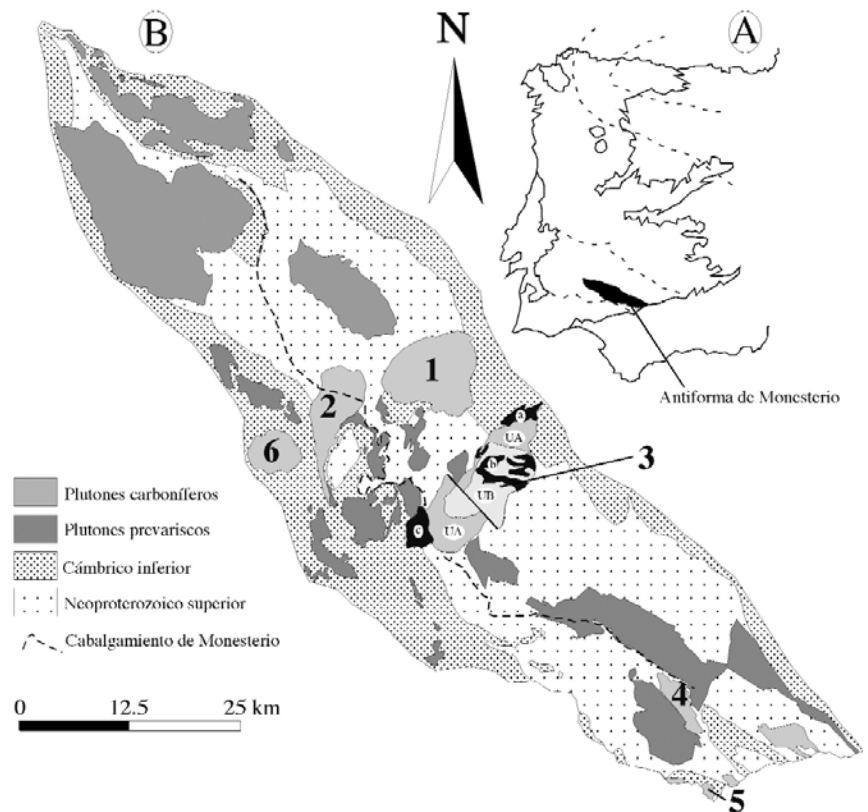 B
N
A
Antiforma de Monesterio
1
2
6
a
UA
b
3
UB
c
UA
4
5
Plutones carboníferos
Plutones prevariscos
Cámbrico inferior
Neoproterozoico superior
Cabalgamiento de Monesterio
0 12.5 25 km